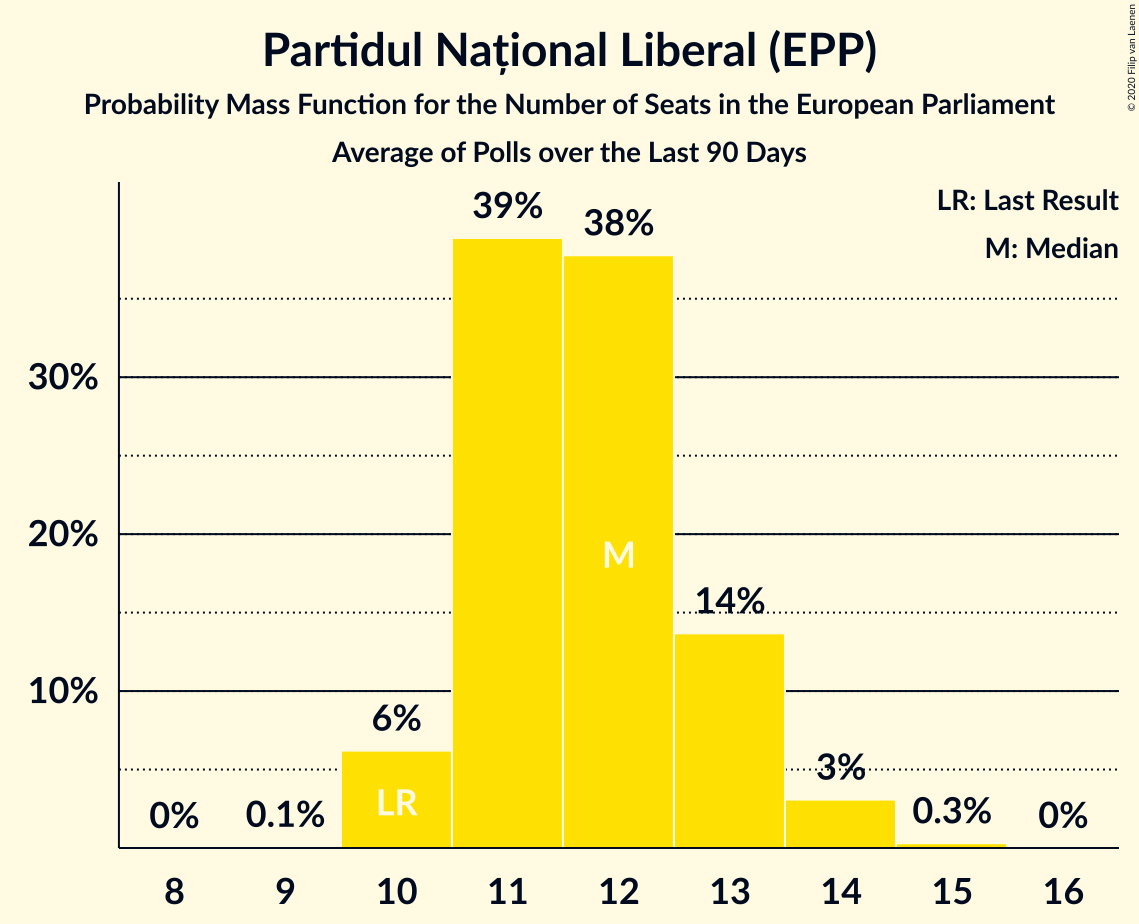 Partidul Național Liberal (EPP)
Probability Mass Function for the Number of Seats in the European Parliament
Average of Polls over the Last 90 Days
© 2020 Filip van Laenen
LR: Last Result
M: Median
39%
38%
30%
20%
M
14%
10%
6%
3%
LR
0%
0.1%
0.3%
0%
8 9 10 11 12 13 14 15 16